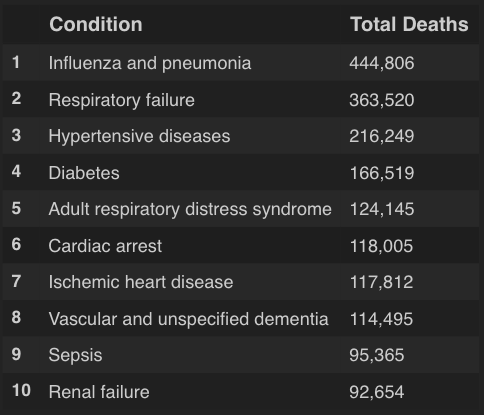 Condition Total Deaths
1 Influenza and pneumonia 444,806
2 Respiratory failure 363,520
3 Hypertensive diseases 216,249
4 Diabetes 166,519
5 Adult respiratory distress syndrome 124,145
6 Cardiac arrest 118,005
7 Ischemic heart disease 117,812
8 Vascular and unspecified dementia 114,495
9 Sepsis 95,365
10 Renal failure 92,654